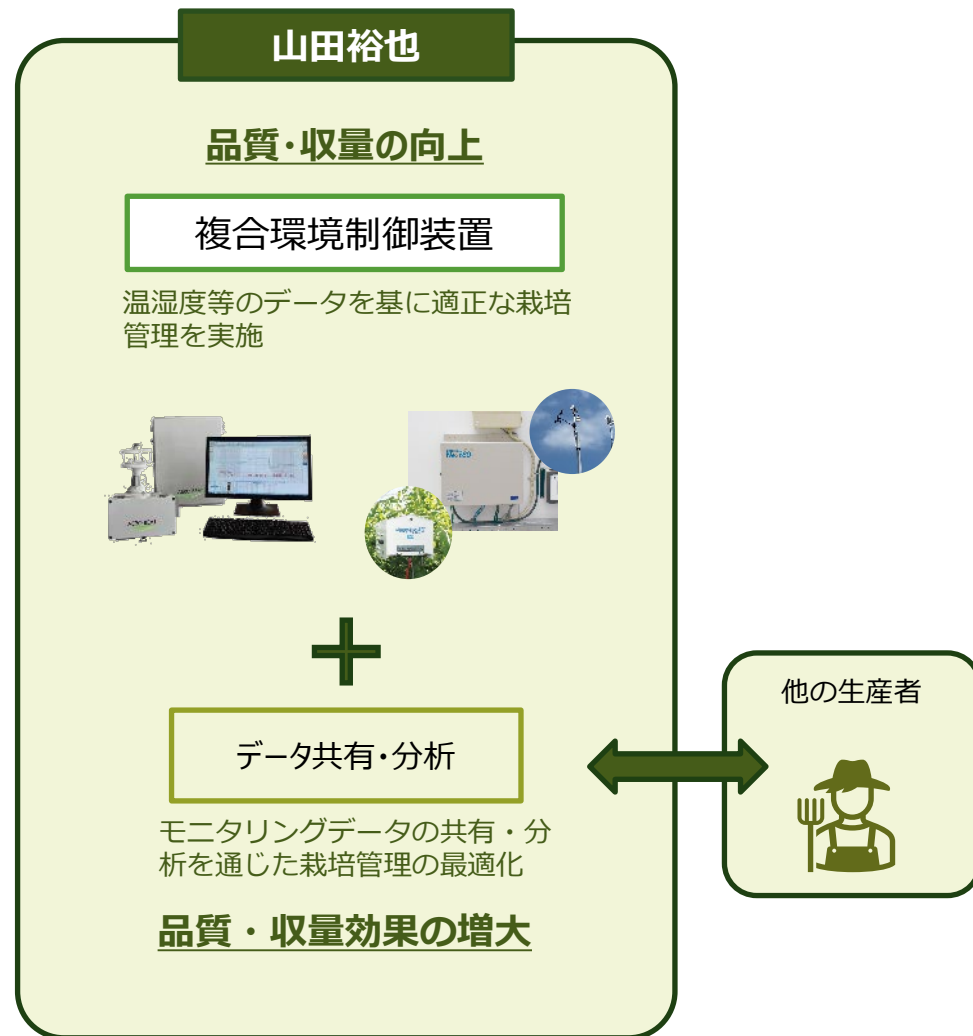 山田裕也
品質･収量の向上
複合環境制御装置
温湿度等のデータを基に適正な栽培
管理を実施
データ共有･分析
モニタリングデータの共有・分
析を通じた栽培管理の最適化
品質・収量効果の増大
他の生産者